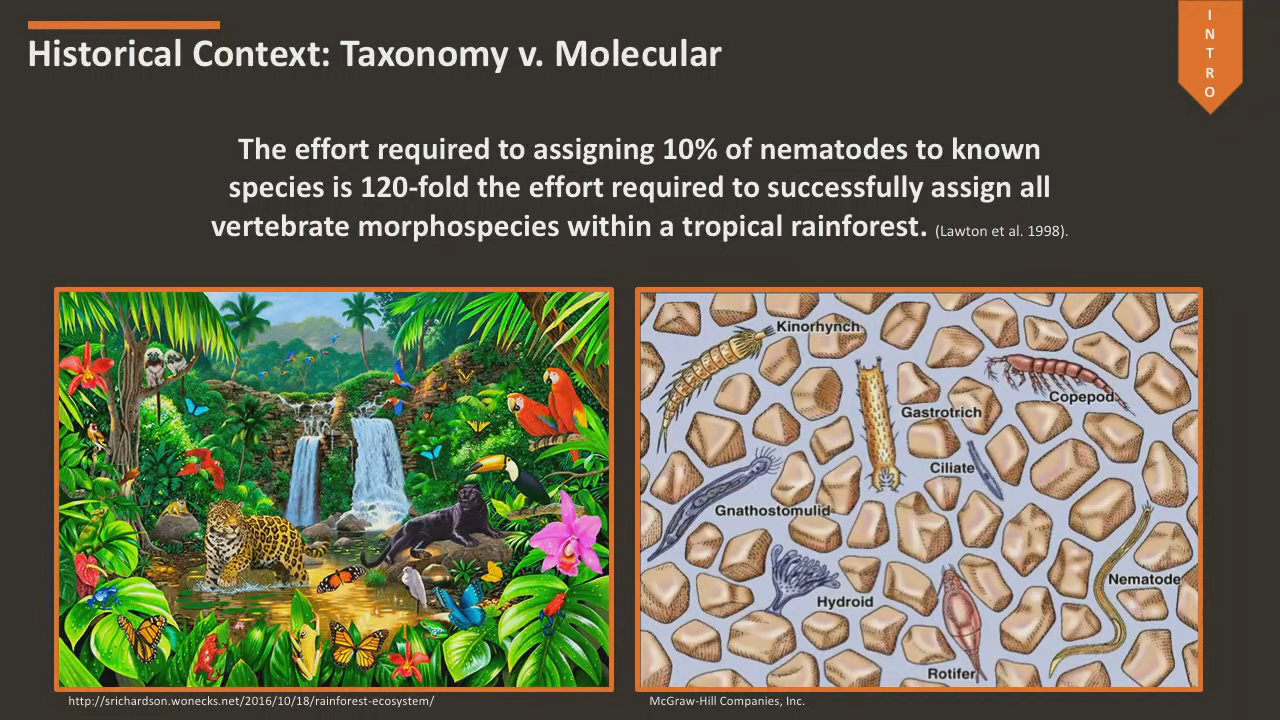 Historical Context: Taxonomy v. Molecular
I
N
T
R
O
The effort required to assigning 10% of nematodes to known
species is 120-fold the effort required to successfully assign all
vertebrate morphospecies within a tropical rainforest. (Lawton et al. 1998).
Kinorhynch
Copepod
Gastrotrich
Ciliate
Gnathostomulid
Nematode
Hydroid
Rotifer
http://srichardson.wonecks.net/2016/10/18/rainforest-ecosystem/
McGraw-Hill Companies, Inc.